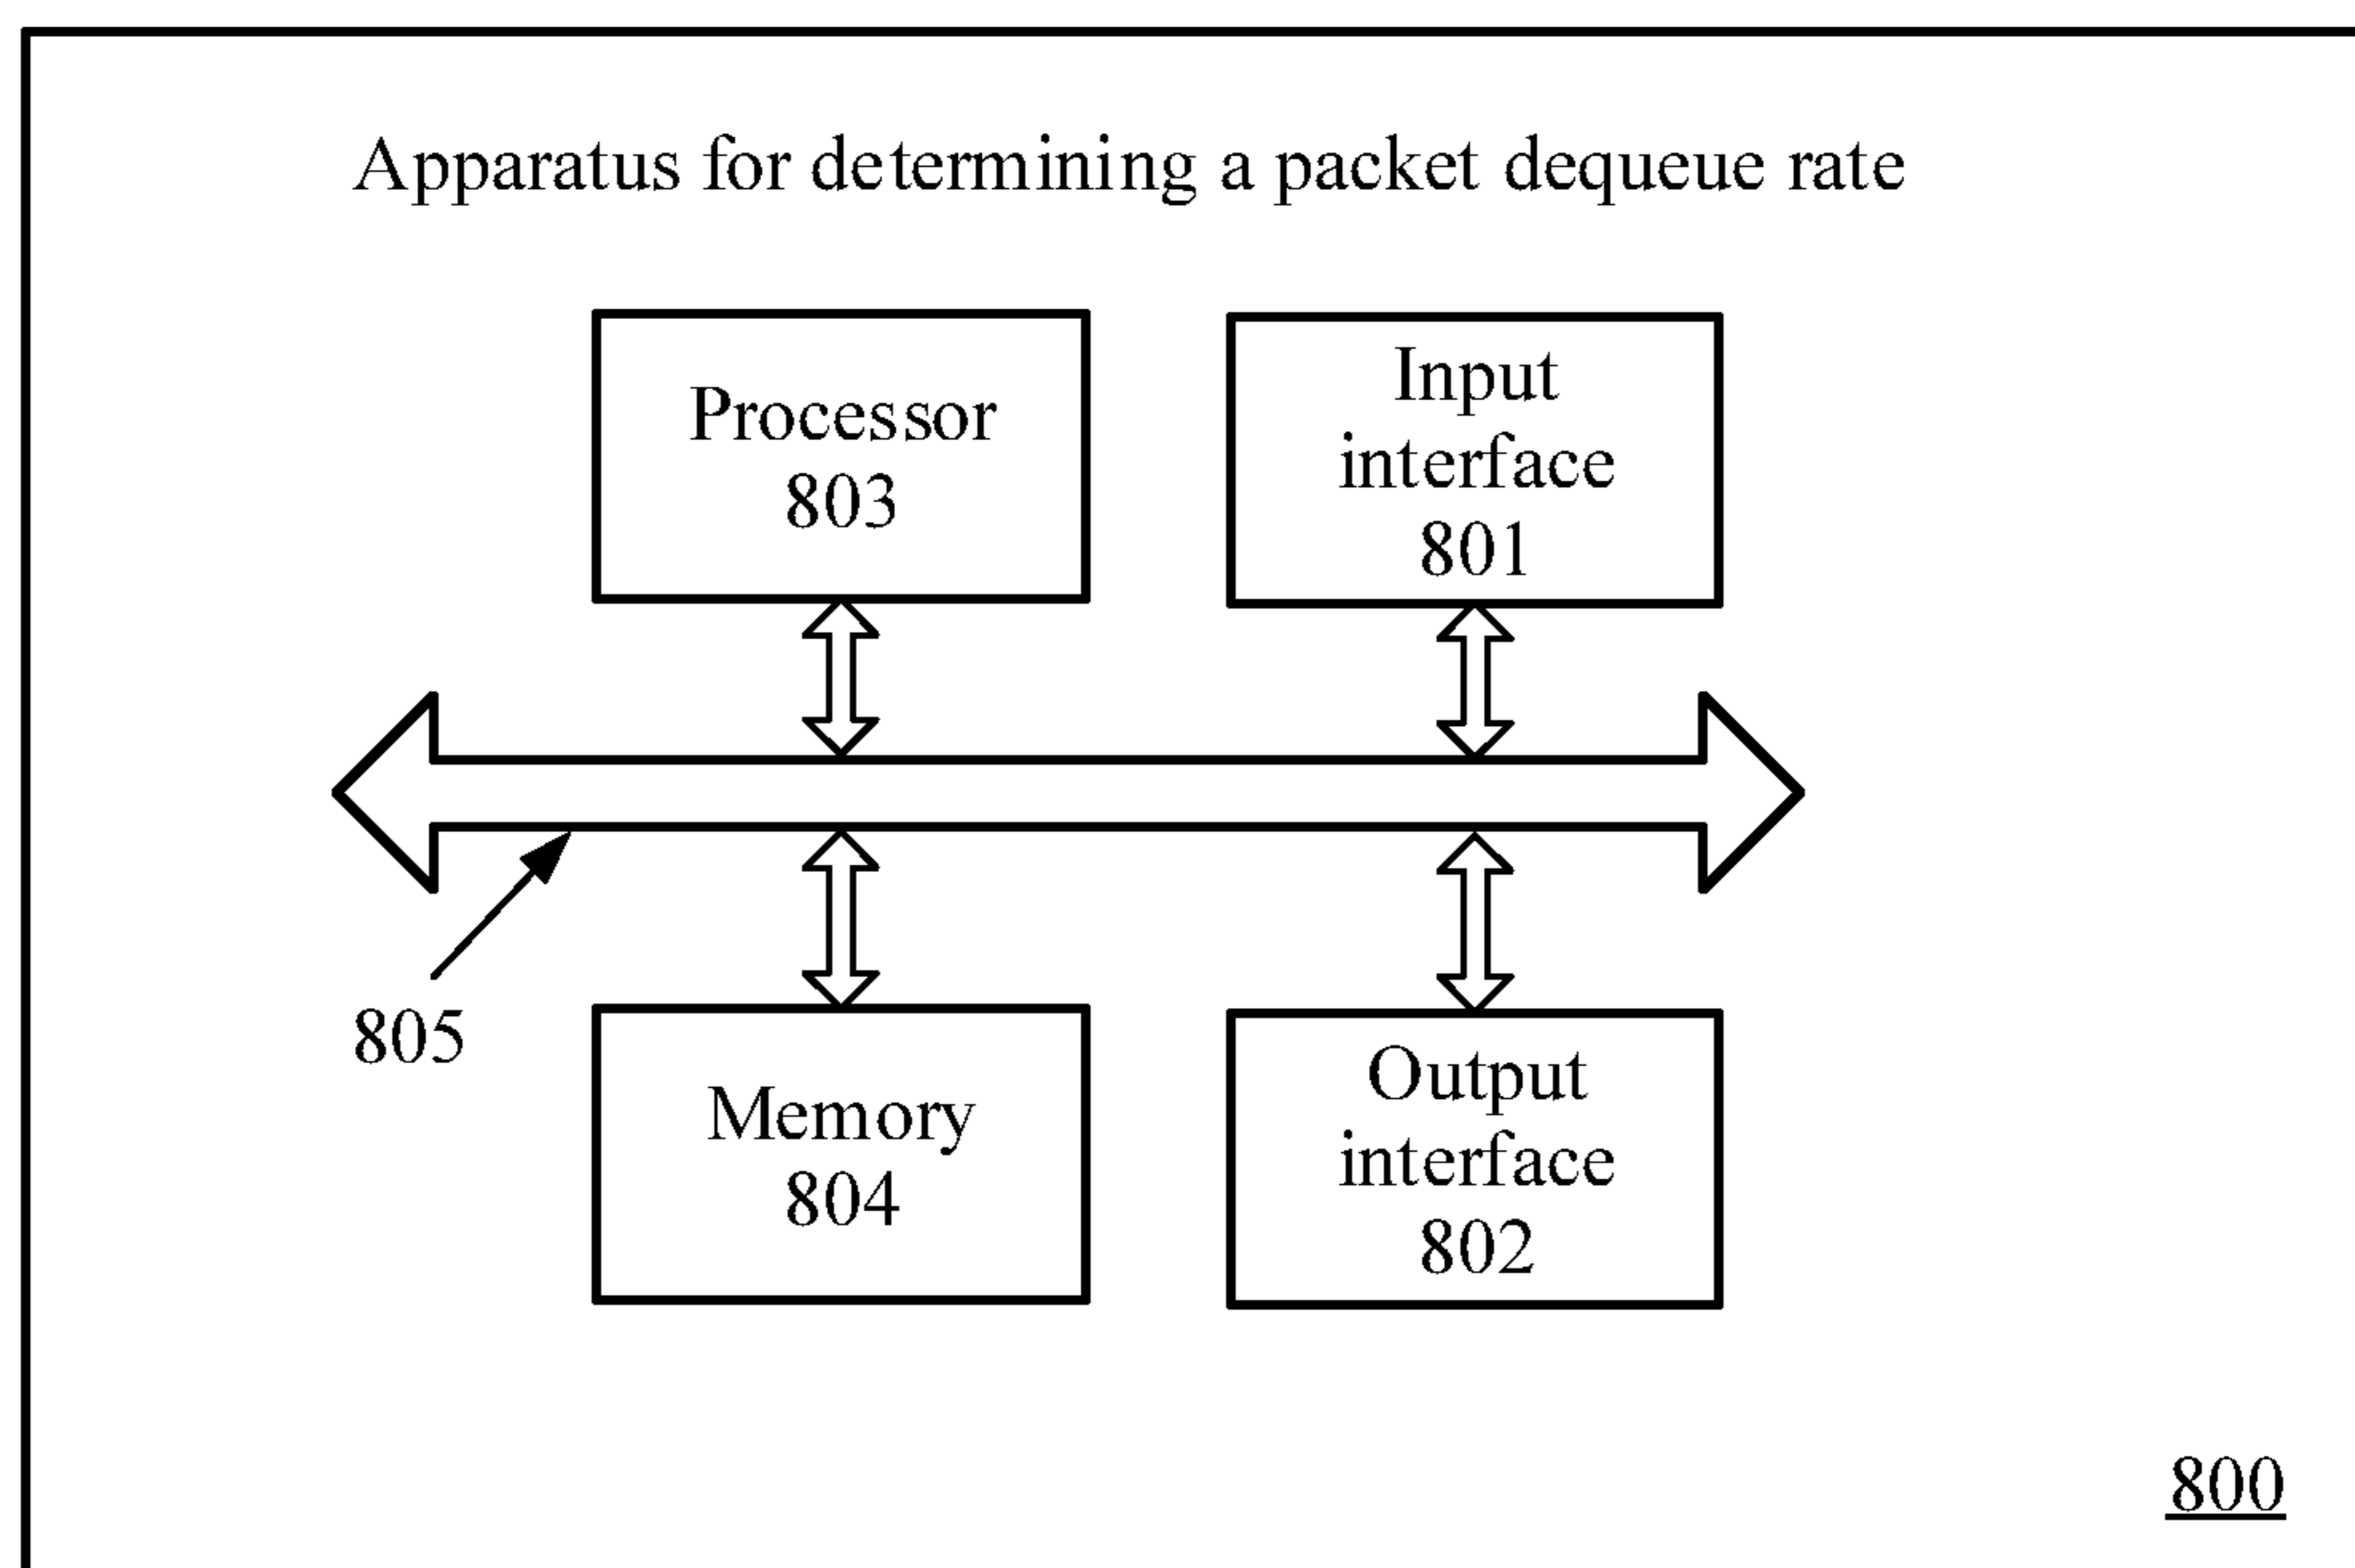 Apparatus for determining a packet dequeue rate
Processor
803
Input
interface
801
805
Memory
804
Output
interface
802
800